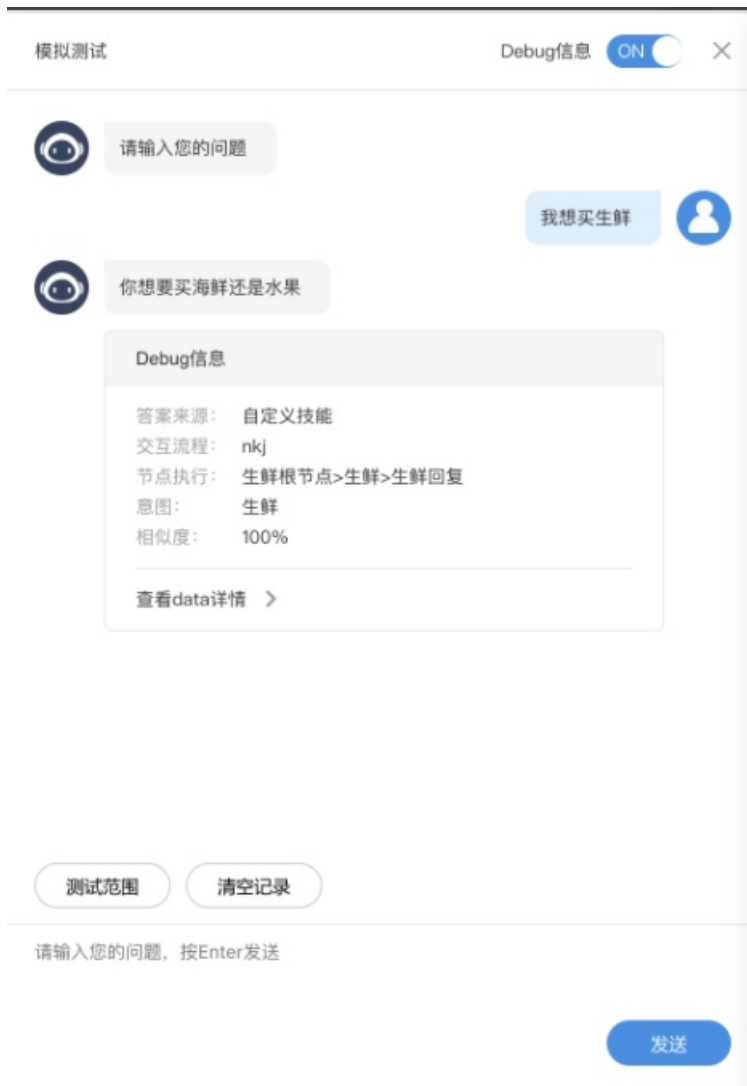 模拟测试 Debug信息 ON
请输入您的问题
我想买生鲜
你想要买海鲜还是水果
Debug信息
答案来源： 自定义技能
交互流程： nkj
节点执行： 生鲜根节点>生鲜>生鲜回复
意图： 生鲜
相似度： 100%
查看data详情 >
测试范围 清空记录
请输入您的问题，按Enter发送
发送